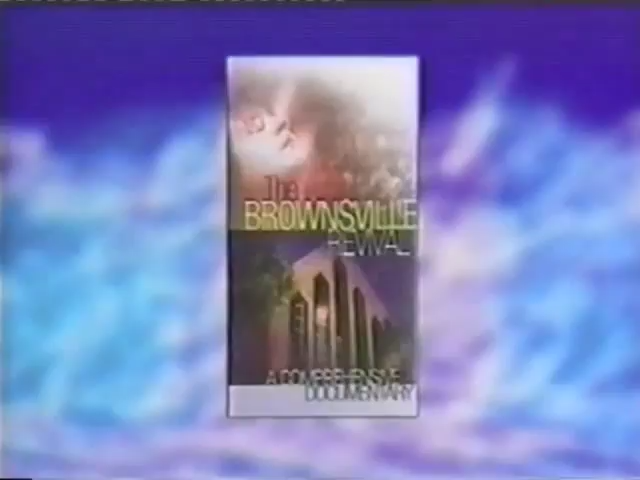 The
BROWNSVILLE
REVIVAL
A COMPREHENSIVE
DOCUMENTARY